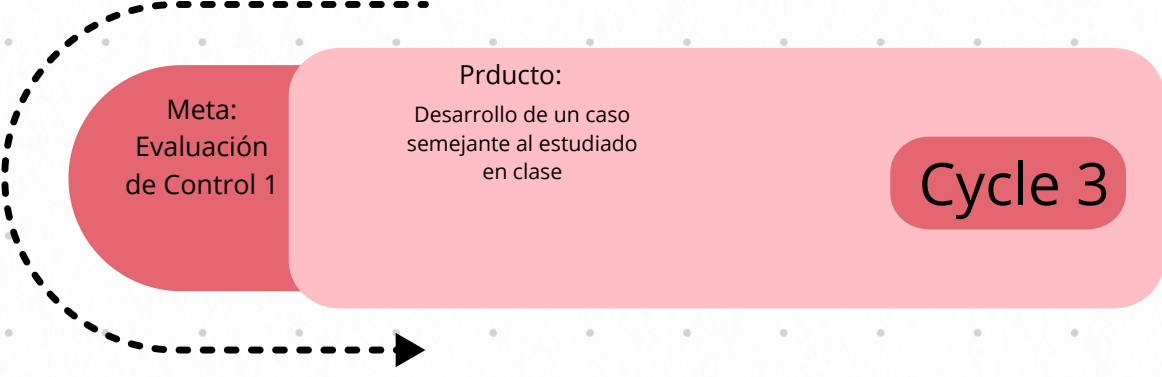 Meta:
Evaluación
de Control 1
Prducto:
Desarrollo de un caso
semejante al estudiado
en clase
Cycle 3